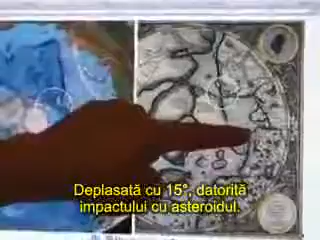 Deplasată cu 15°, datorită
impactului cu asteroidul.